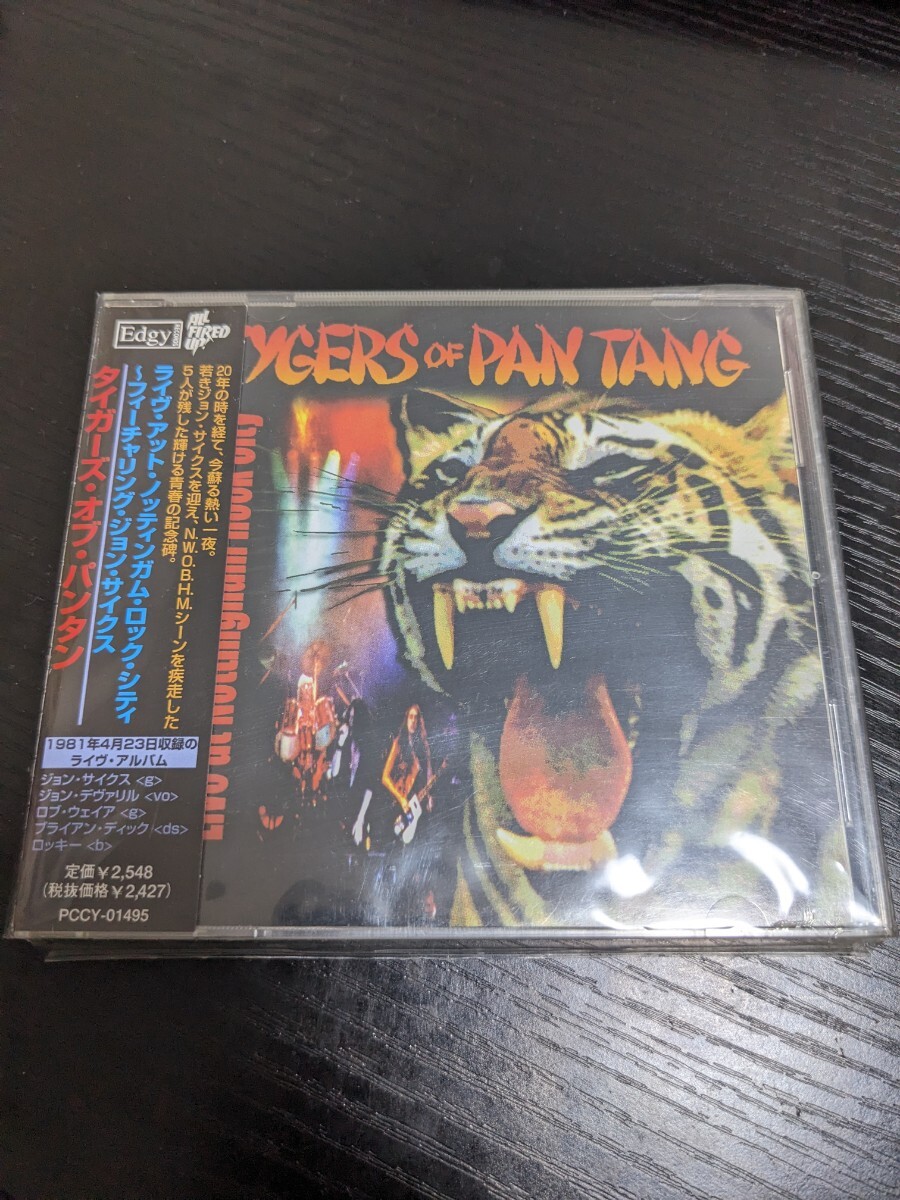 Edgy
RECORDS
ALL
FIRED
UP!
20年の時を経て、今蘇る熱い一夜。
若きジョン・サイクスを迎え、N.W.O.B.H.M.シーンを疾走した
5人が残した輝ける青春の記念碑。
ライヴ・アット・ノッティンガム・ロック・シティ
～フィーチャリング・ジョン・サイクス
タイガーズ・オブ・パンタン
1981年4月23日収録の
ライヴ・アルバム
ジョン・サイクス<g>
ジョン・デヴァリル<vo>
ロブ・ウェイア<g>
ブライアン・ディック<ds>
ロッキー<b>
定価￥2,548
(税抜価格￥2,427)
PCCY-01495
YGERS OF PAN TANG